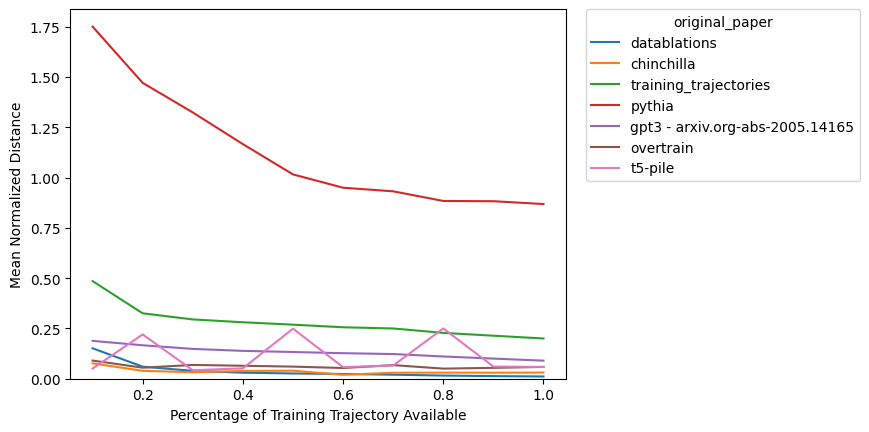 original_paper
datablations
chinchilla
training_trajectories
pythia
gpt3 - arxiv.org-abs-2005.14165
overtrain
t5-pile
Mean Normalized Distance
1.75
1.50
1.25
1.00
0.75
0.50
0.25
0.00
0.2
0.4
0.6
0.8
1.0
Percentage of Training Trajectory Available